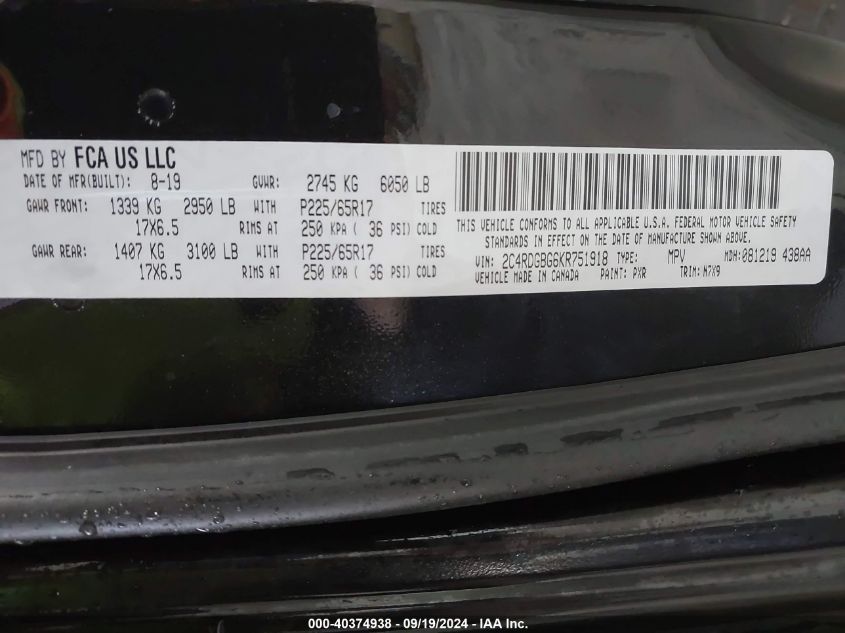 MFD BY FCA US LLC
DATE OF MFR(BUILT): 8-19 GVWR: 2745 KG 6050 LB
GAWR FRONT: 1339 KG 2950 LB WITH P225/65R17 TIRES
17X6.5 RIMS AT 250 KPA ( 36 PSI) COLD
GAWR REAR: 1407 KG 3100 LB WITH P225/65R17 TIRES
17X6.5 RIMS AT 250 KPA ( 36 PSI) COLD
THIS VEHICLE CONFORMS TO ALL APPLICABLE U.S.A. FEDERAL MOTOR VEHICLE SAFETY
STANDARDS IN EFFECT ON THE DATE OF MANUFACTURE SHOWN ABOVE.
VIN: 2C4RDGBG6KR751918 TYPE: MPV MDH:081219 438AA
VEHICLE MADE IN CANADA PAINT: PXR TRIM: N7X9
000-40374938 - 09/19/2024 - IAA Inc.